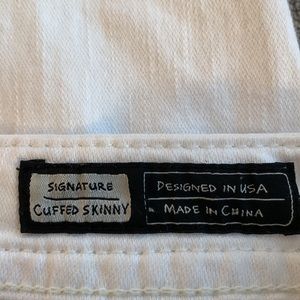 SIGNATURE
CUFFED SKINNY
DESIGNED IN USA
MADE IN CHINA